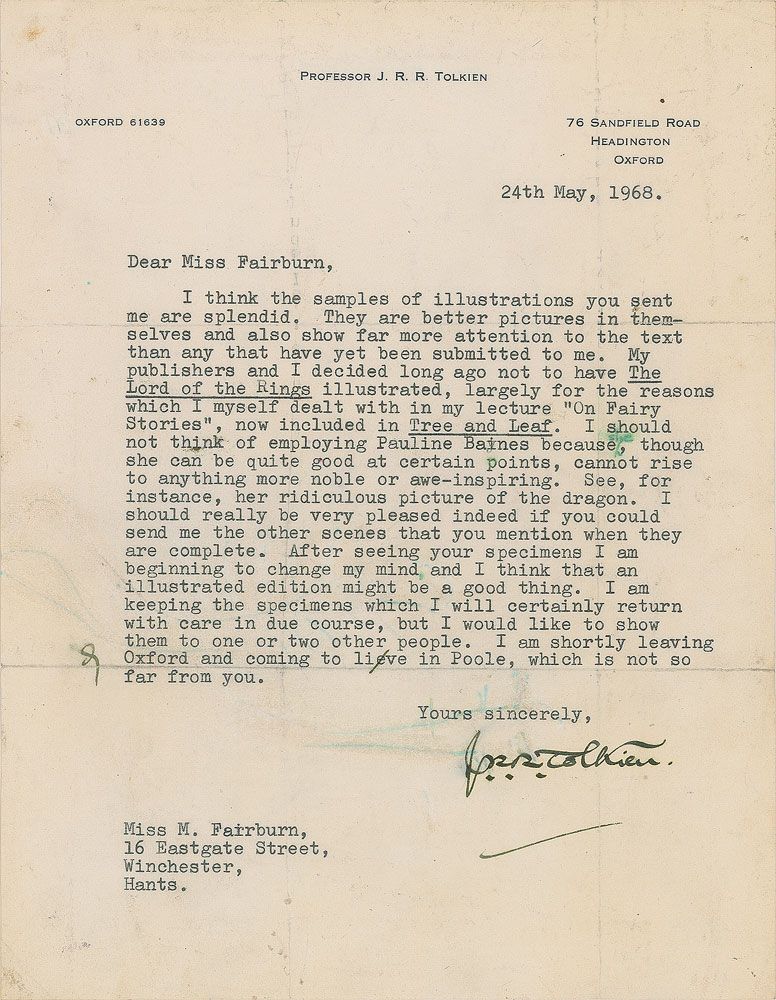 PROFESSOR J. R. R. TOLKIEN
OXFORD 61639
76 SANDFIELD ROAD
HEADINGTON
OXFORD
24th May, 1968.
Dear Miss Fairburn,
I think the samples of illustrations you sent
me are splendid. They are better pictures in them-
selves and also show far more attention to the text
than any that have yet been submitted to me. My
publishers and I decided long ago not to have The
Lord of the Rings illustrated, largely for the reasons
which I myself dealt with in my lecture "On Fairy
Stories", now included in Tree and Leaf. I should
not think of employing Pauline Baines because, she though
she can be quite good at certain points, cannot rise
to anything more noble or awe-inspiring. See, for
instance, her ridiculous picture of the dragon. I
should really be very pleased indeed if you could
send me the other scenes that you mention when they
are complete. After seeing your specimens I am
beginning to change my mind, and I think that an
illustrated edition might be a good thing. I am
keeping the specimens which I will certainly return
with care in due course, but I would like to show
them to one or two other people. I am shortly leaving
Oxford and coming to lieve in Poole, which is not so
far from you.
Yours sincerely,
J.R.R. Tolkien.
Miss M. Fairburn,
16 Eastgate Street,
Winchester,
Hants.